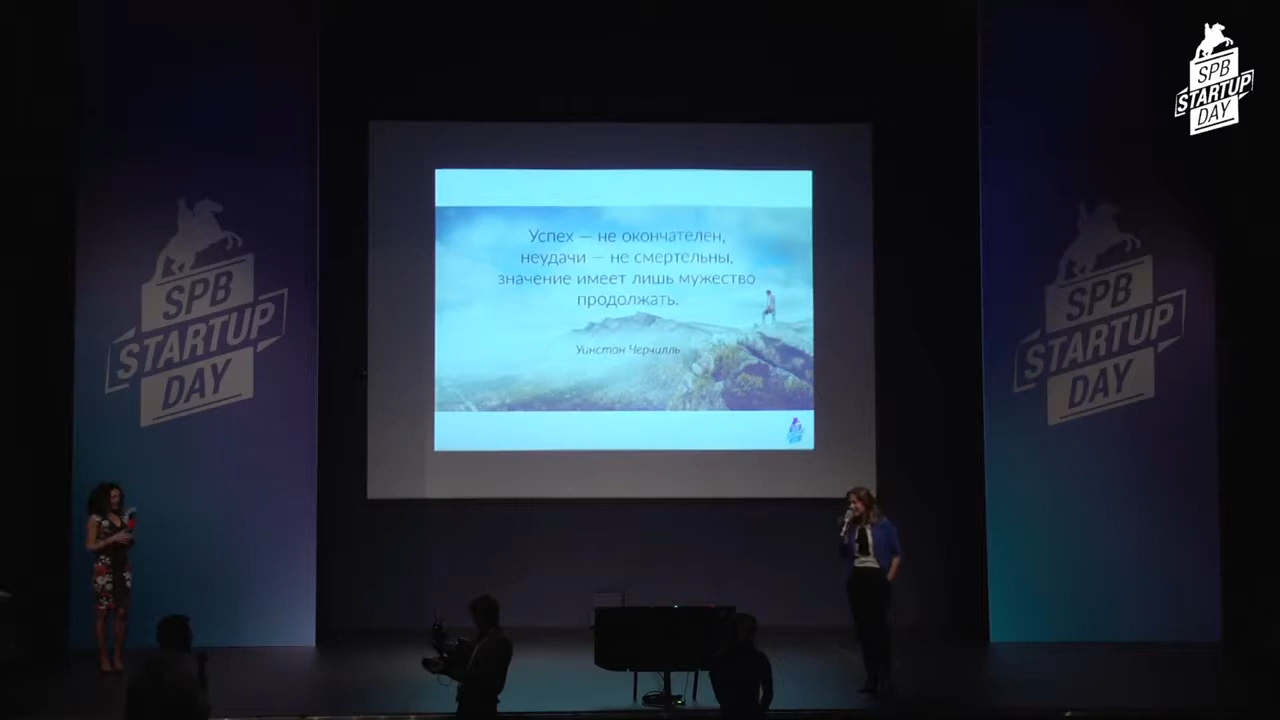 SPB
STARTUP
DAY
Успех — не окончателен,
неудачи — не смертельны,
значение имеет лишь мужество
продолжать.
Уинстон Черчилль
SPB
STARTUP
DAY
SPB
STARTUP
DAY